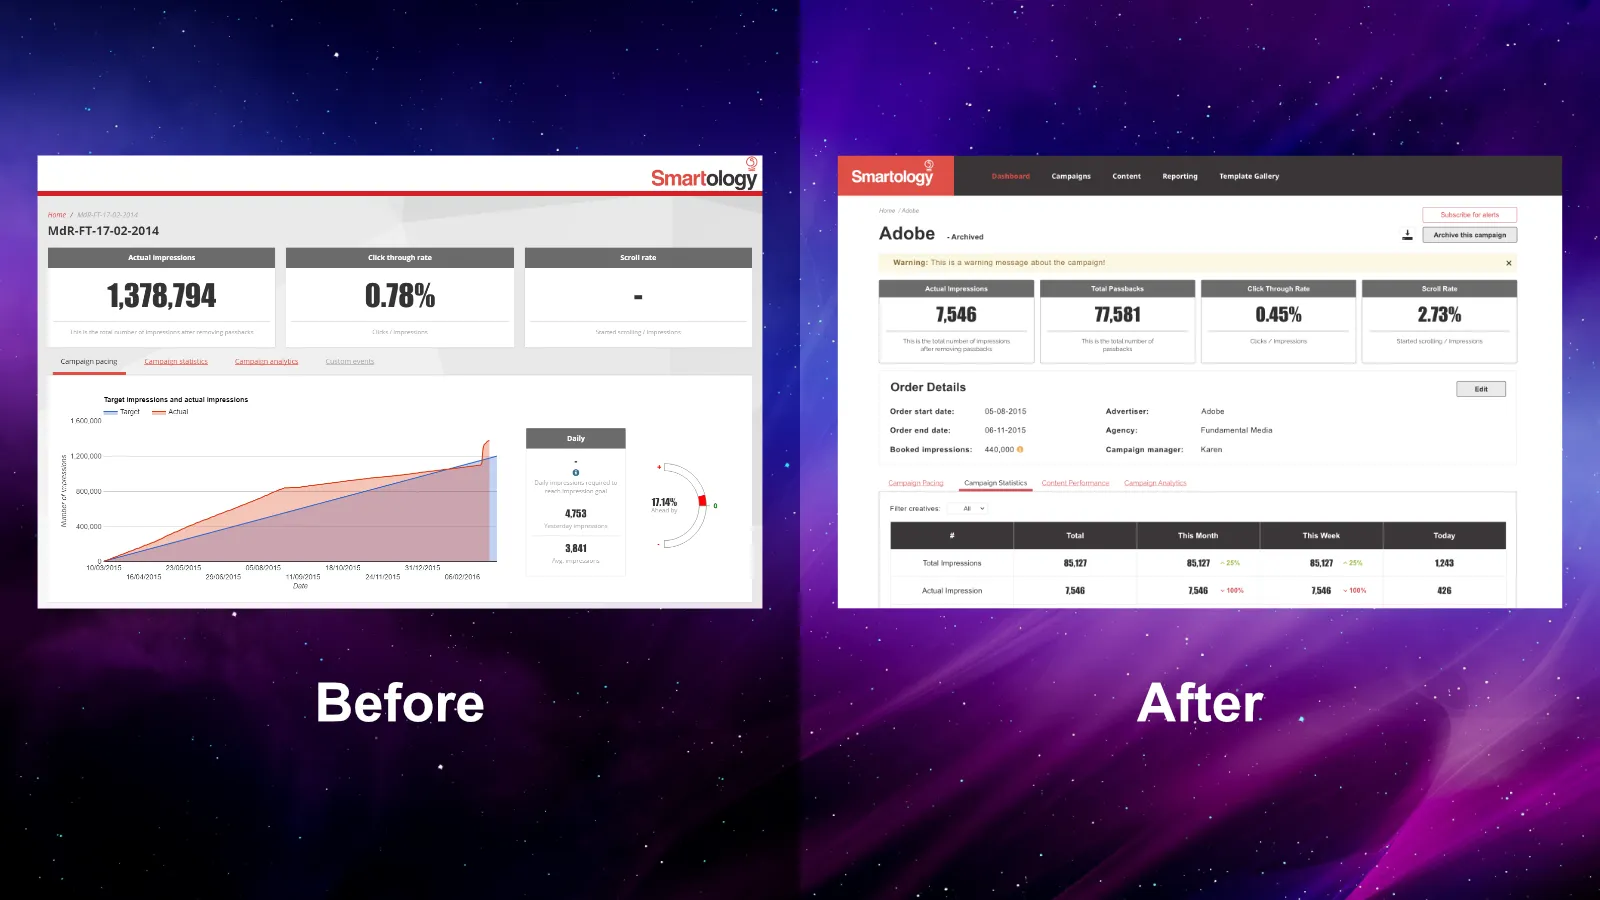 Smartology
Home / MdR-FT-17-02-2014
MdR-FT-17-02-2014
Actual Impressions
1,378,794
This is the total number of impressions after removing passbacks
Click through rate
0.78%
Clicks / Impressions
Scroll rate
-
Started scrolling / Impressions
Campaign pacing Campaign statistics Campaign analytics Custom events
Target impressions and actual impressions
Target Actual
Number of impressions
1 600,000
1,200,000
800,000
400,000
0
10/03/2015 23/05/2015 05/08/2015 18/10/2015 31/12/2015
16/04/2015 29/06/2015 11/09/2015 24/11/2015 06/02/2016
Date
Daily
-
Daily impressions required to
reach impression goal
4,753
Yesterday impressions
3,841
Avg. impressions
+
17.14%
Ahead by
0
-
Before
Smartology
Dashboard Campaigns Content Reporting Template Gallery
Home / Adobe
Adobe - Archived
Subscribe for alerts
Archive this campaign
Warning: This is a warning message about the campaign!
Actual Impressions
7,546
This is the total number of impressions
after removing passbacks
Total Passbacks
77,581
This is the total number of
passbacks
Click Through Rate
0.45%
Clicks / Impressions
Scroll Rate
2.73%
Started scrolling / Impressions
Order Details
Edit
Order start date: 05-08-2015 Advertiser: Adobe
Order end date: 06-11-2015 Agency: Fundamental Media
Booked impressions: 440,000 Campaign manager: Karen
Campaign Pacing Campaign Statistics Content Performance Campaign Analytics
Filter creatives: All
# Total This Month This Week Today
Total Impressions 85,127 85,127 25% 85,127 25% 1,243
Actual Impression 7,546 7,546 100% 7,546 100% 426
After